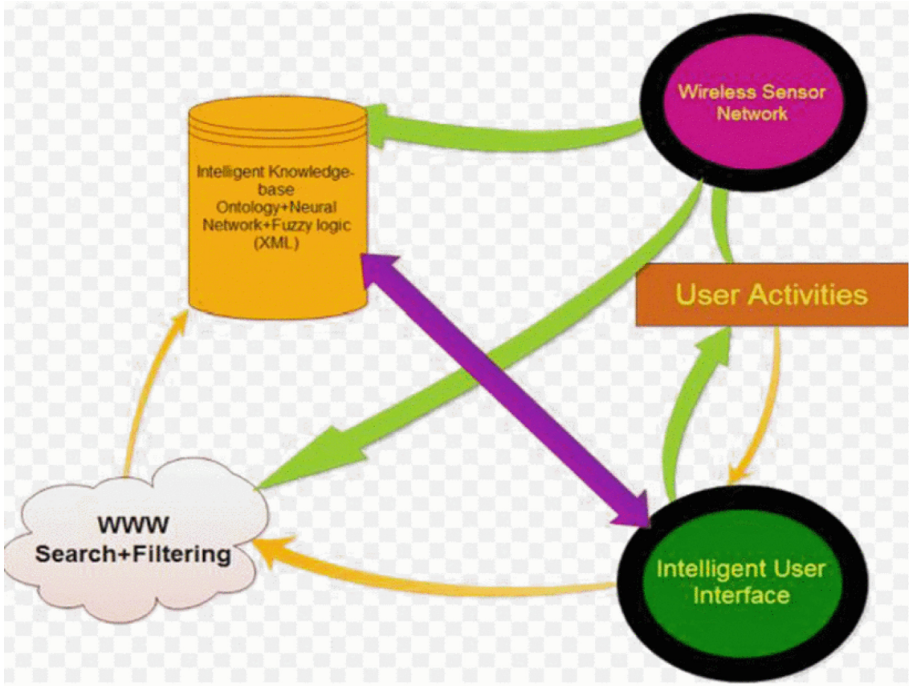 Wireless Sensor
Network
Intelligent Knowledge-
base
Ontology+Neural
Network+Fuzzy logic
(XML)
User Activities
WWW
Search+Filtering
Intelligent User
Interface